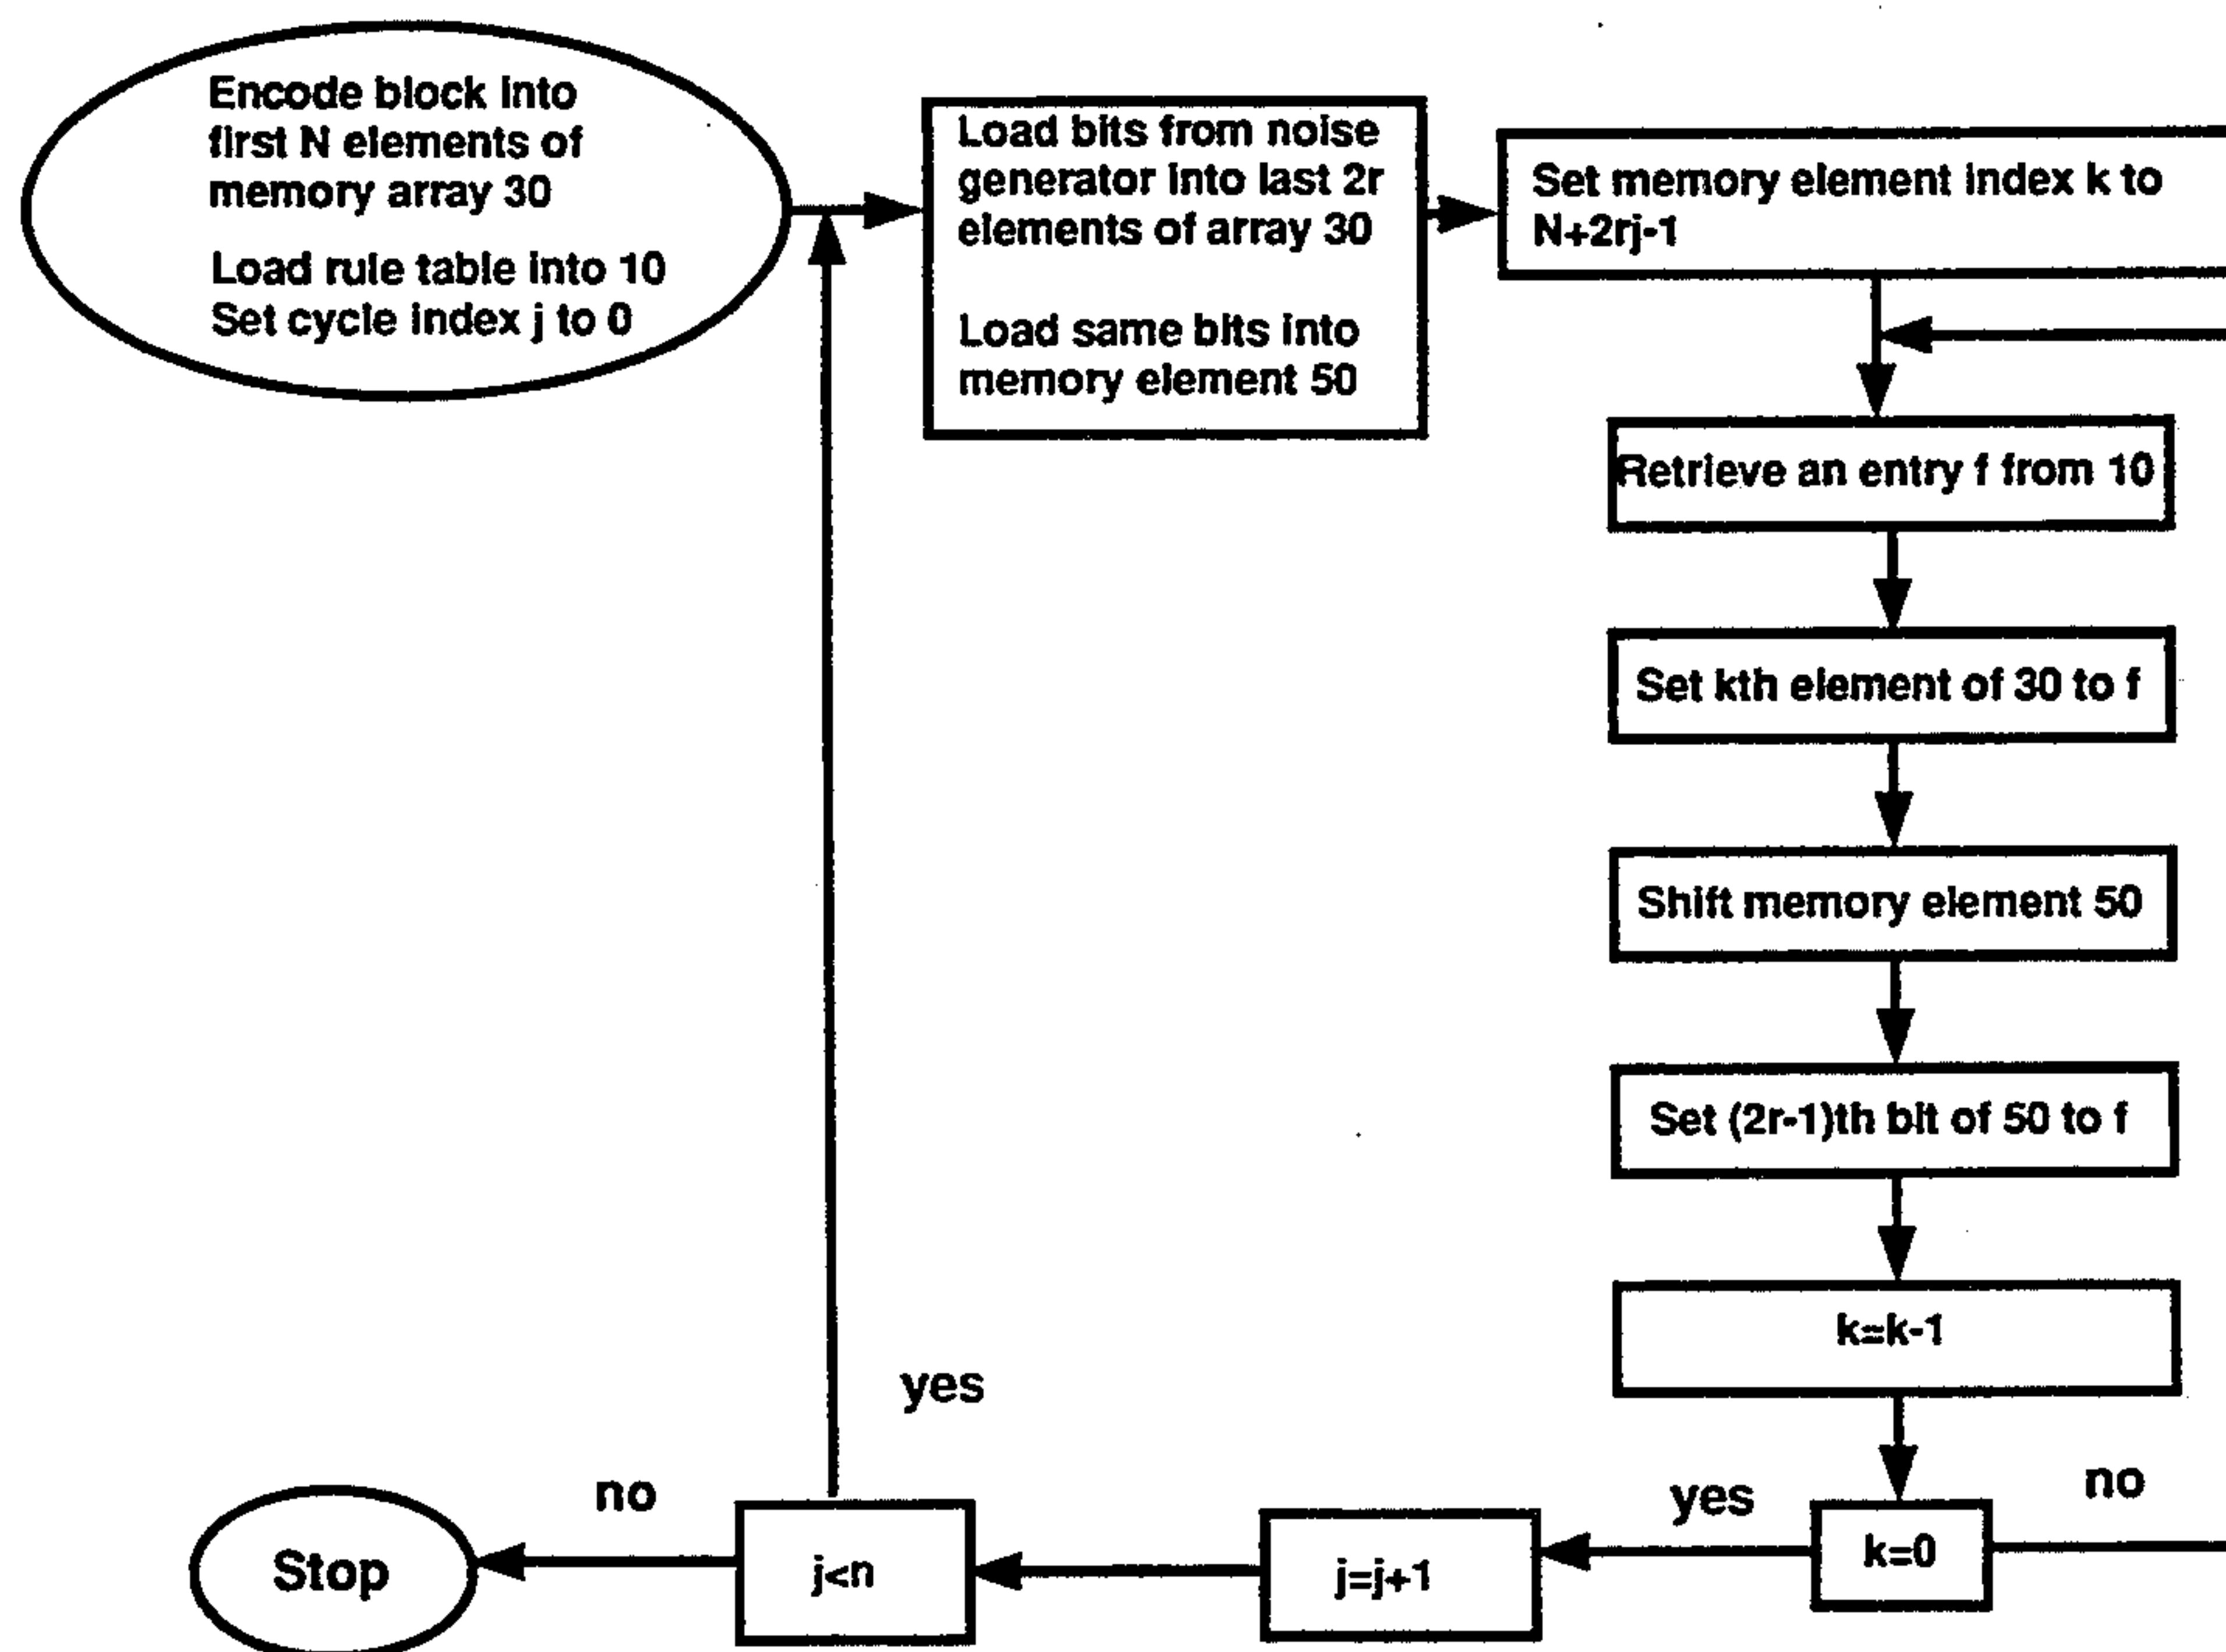 Encode block into
first N elements of
memory array 30
Load rule table into 10
Set cycle index j to 0
Load bits from noise
generator into last 2r
elements of array 30
Load same bits into
memory element 50
Set memory element index k to
N+2rj-1
Retrieve an entry f from 10
Set kth element of 30 to f
Shift memory element 50
Set (2r-1)th bit of 50 to f
k=k-1
k=0
no
yes
j=j+1
j<n
yes
no
Stop